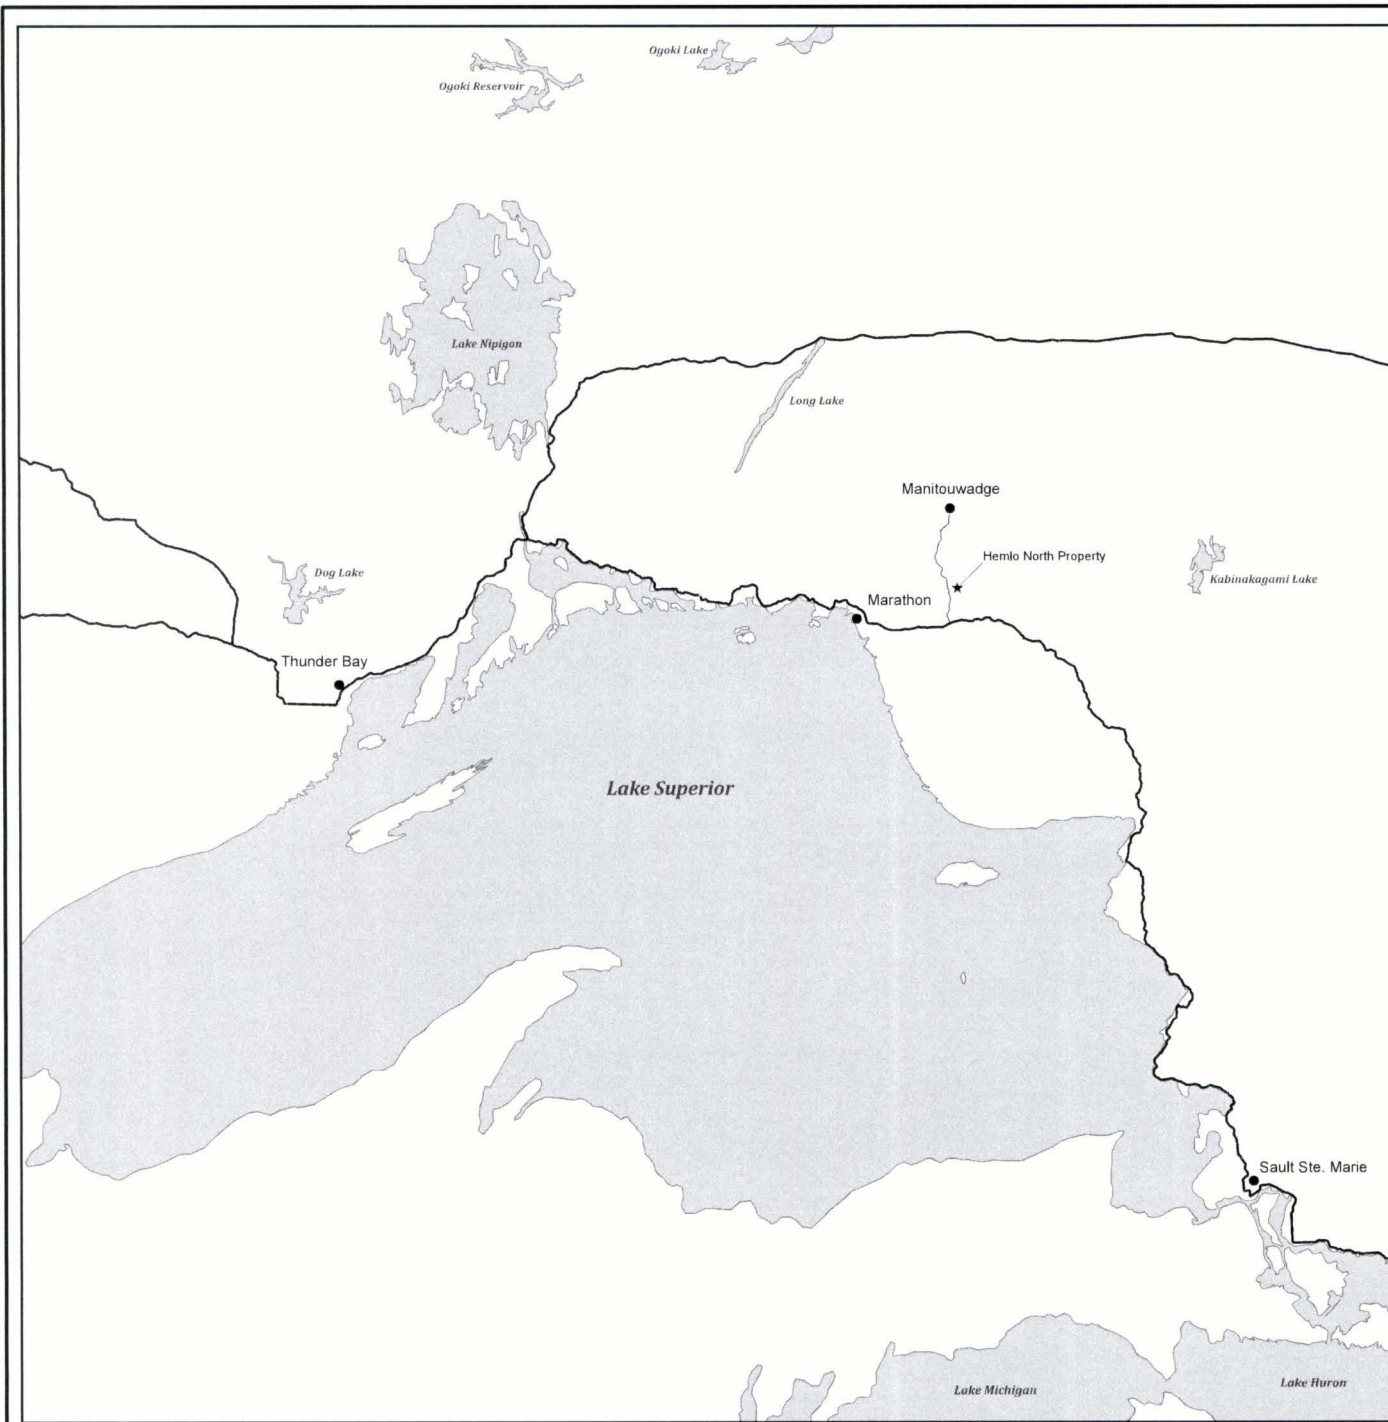 Ogoki Lake
Ogoki Reservoir
Lake Nipigon
Long Lake
Manitouwadge
Hemlo North Property
Dog Lake
Kabinakagami Lake
Marathon
Thunder Bay
Lake Superior
Sault Ste. Marie
Lake Huron
Lake Michigan